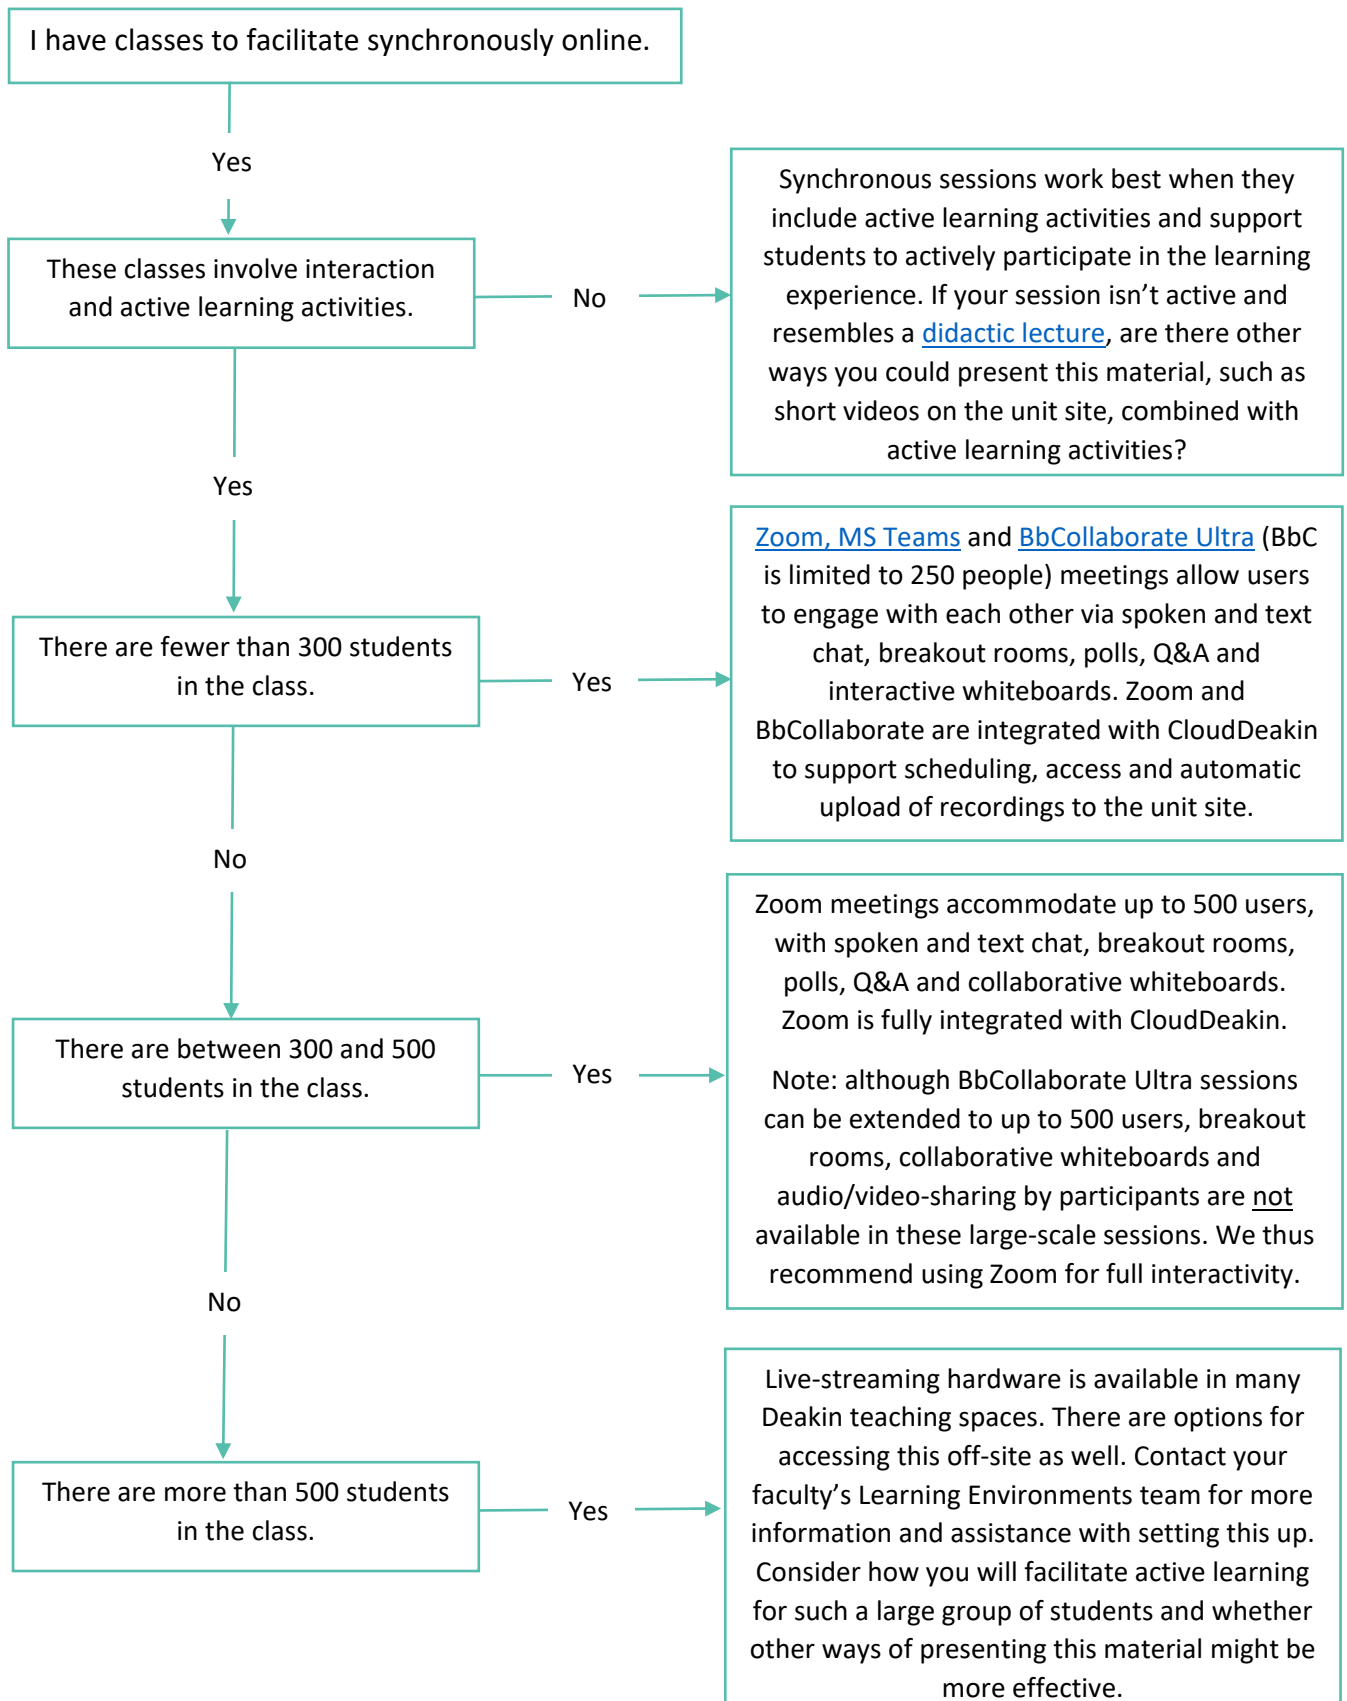 I have classes to facilitate synchronously online.
Yes
These classes involve interaction
and active learning activities.
No
Synchronous sessions work best when they
include active learning activities and support
students to actively participate in the learning
experience. If your session isn’t active and
resembles a didactic lecture, are there other
ways you could present this material, such as
short videos on the unit site, combined with
active learning activities?
Yes
There are fewer than 300 students
in the class.
Yes
Zoom, MS Teams and BbCollaborate Ultra (BbC
is limited to 250 people) meetings allow users
to engage with each other via spoken and text
chat, breakout rooms, polls, Q&A and
interactive whiteboards. Zoom and
BbCollaborate are integrated with CloudDeakin
to support scheduling, access and automatic
upload of recordings to the unit site.
No
There are between 300 and 500
students in the class.
Yes
Zoom meetings accommodate up to 500 users,
with spoken and text chat, breakout rooms,
polls, Q&A and collaborative whiteboards.
Zoom is fully integrated with CloudDeakin.
Note: although BbCollaborate Ultra sessions
can be extended to up to 500 users, breakout
rooms, collaborative whiteboards and
audio/video-sharing by participants are not
available in these large-scale sessions. We thus
recommend using Zoom for full interactivity.
No
There are more than 500 students
in the class.
Yes
Live-streaming hardware is available in many
Deakin teaching spaces. There are options for
accessing this off-site as well. Contact your
faculty’s Learning Environments team for more
information and assistance with setting this up.
Consider how you will facilitate active learning
for such a large group of students and whether
other ways of presenting this material might be
more effective.